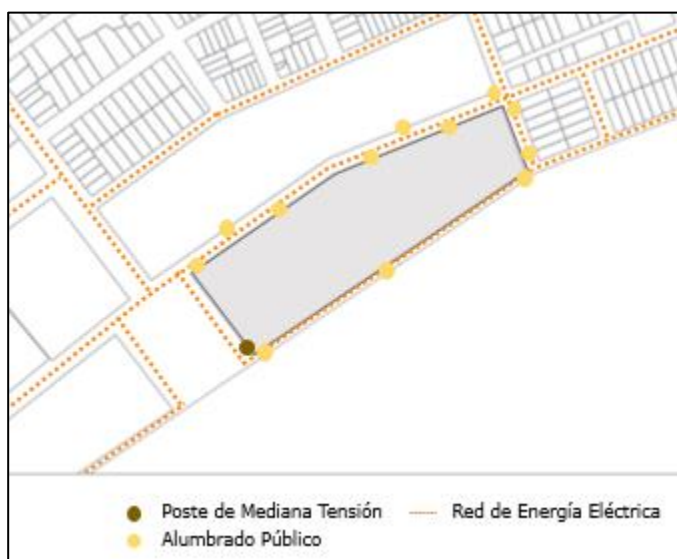 Poste de Mediana Tensión
Red de Energía Eléctrica
Alumbrado Público